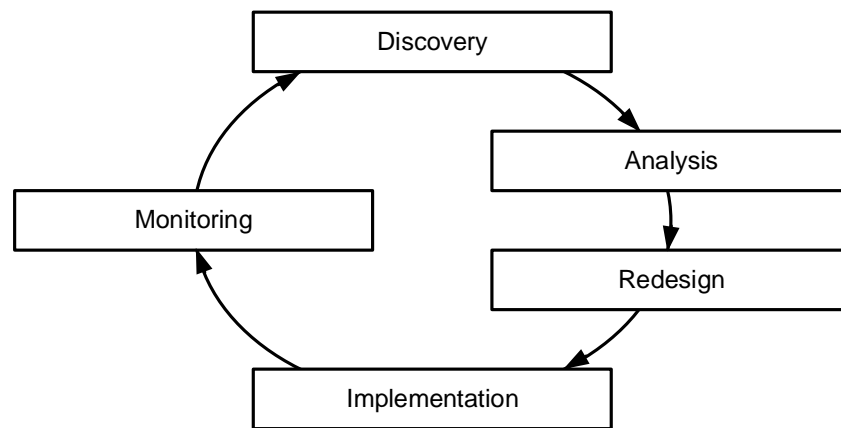 Discovery
Analysis
Monitoring
Redesign
Implementation